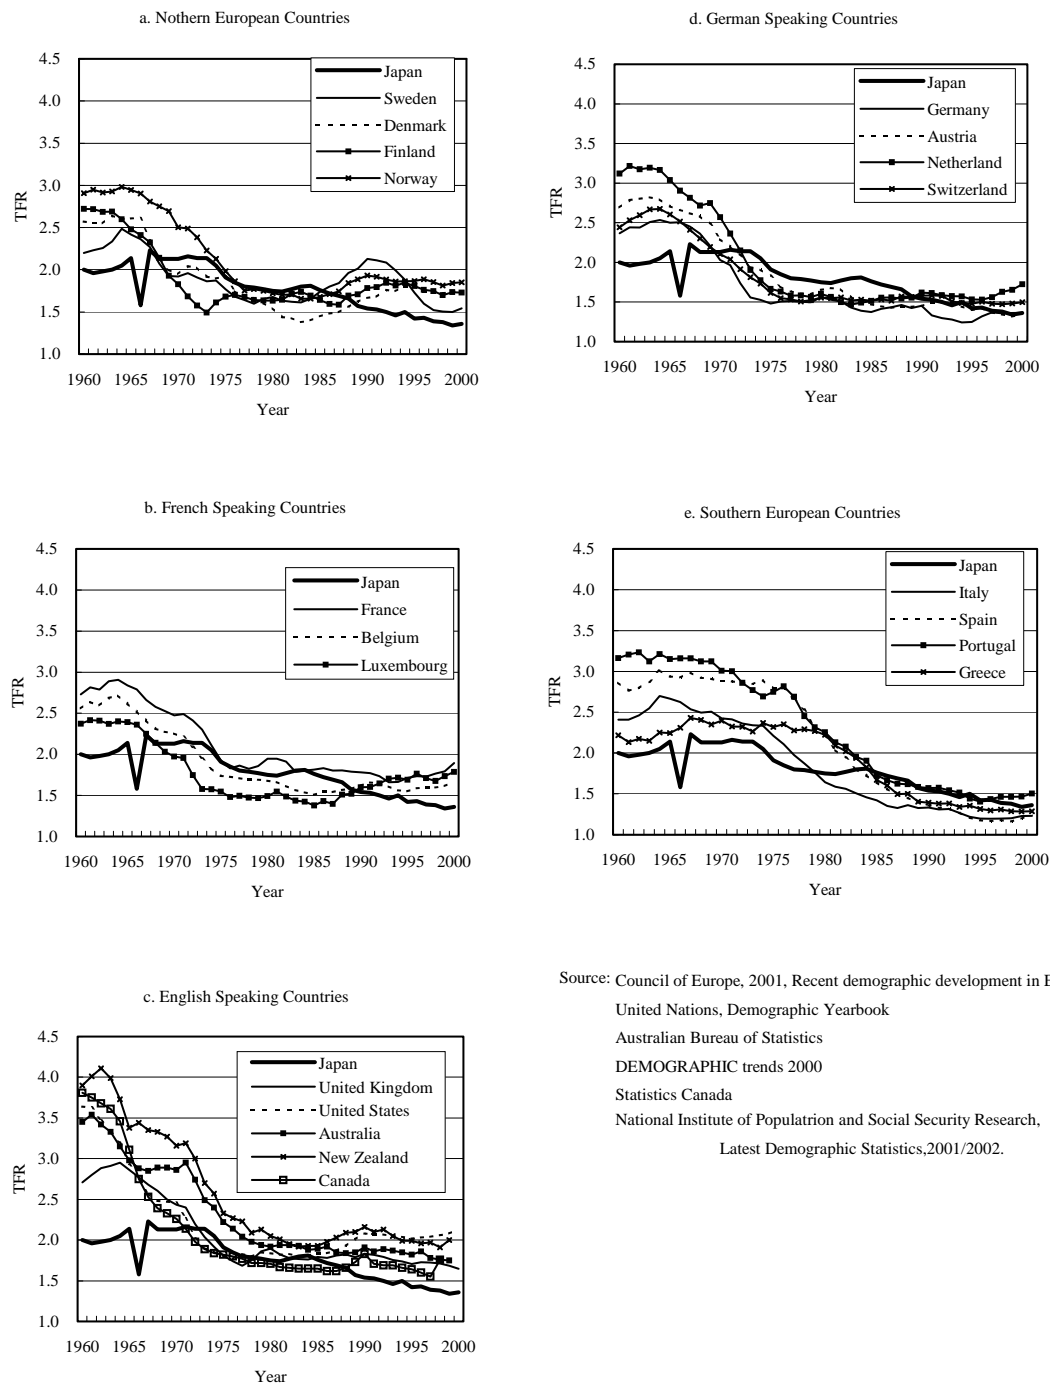 a. Nothern European Countries
4.5
4.0
3.5
3.0
2.5
2.0
1.5
1.0
TFR
Japan
Sweden
Denmark
Finland
Norway
1960 1965 1970 1975 1980 1985 1990 1995 2000
Year
d. German Speaking Countries
4.5
4.0
3.5
3.0
2.5
2.0
1.5
1.0
TFR
Japan
Germany
Austria
Netherland
Switzerland
1960 1965 1970 1975 1980 1985 1990 1995 2000
Year
b. French Speaking Countries
4.5
4.0
3.5
3.0
2.5
2.0
1.5
1.0
TFR
Japan
France
Belgium
Luxembourg
1960 1965 1970 1975 1980 1985 1990 1995 2000
Year
e. Southern European Countries
4.5
4.0
3.5
3.0
2.5
2.0
1.5
1.0
TFR
Japan
Italy
Spain
Portugal
Greece
1960 1965 1970 1975 1980 1985 1990 1995 2000
Year
c. English Speaking Countries
4.5
4.0
3.5
3.0
2.5
2.0
1.5
1.0
TFR
Japan
United Kingdom
United States
Australia
New Zealand
Canada
1960 1965 1970 1975 1980 1985 1990 1995 2000
Year
Source: Council of Europe, 2001, Recent demographic development in E
United Nations, Demographic Yearbook
Australian Bureau of Statistics
DEMOGRAPHIC trends 2000
Statistics Canada
National Institute of Populatrion and Social Security Research,
Latest Demographic Statistics,2001/2002.